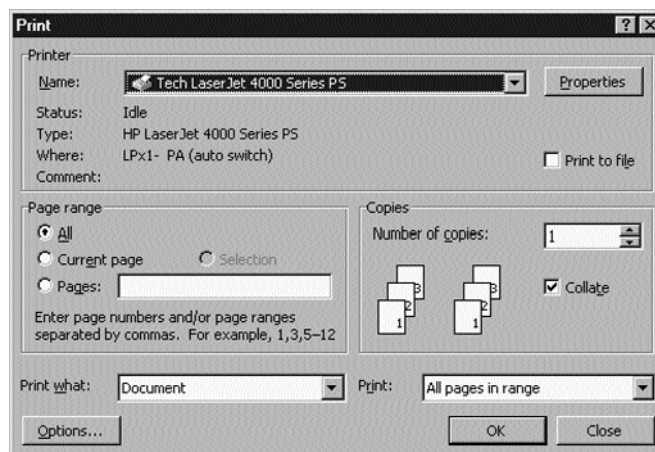 Print
Printer
Name: Tech LaserJet 4000 Series PS Properties
Status: Idle
Type: HP LaserJet 4000 Series PS
Where: LPx1- PA (auto switch) Print to file
Comment:
Page range
All
Current page Selection
Pages:
Enter page numbers and/or page ranges
separated by commas. For example, 1,3,5–12
Copies
Number of copies: 1
3 3
2 2
1 1
Collate
Print what: Document Print: All pages in range
Options... OK Close